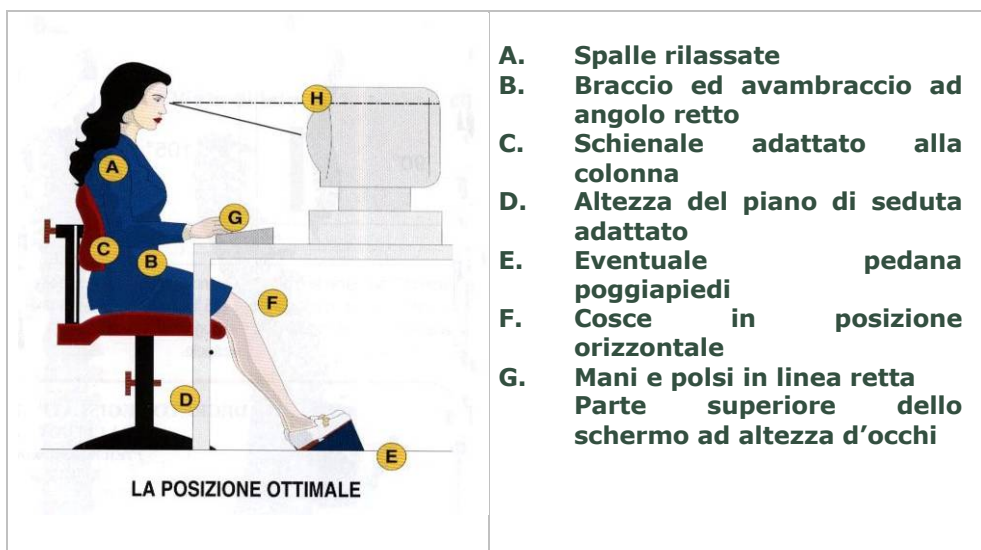 H
A
G
C
B
F
D
E
LA POSIZIONE OTTIMALE
A. Spalle rilassate
B. Braccio ed avambraccio ad
angolo retto
C. Schienale adattato alla
colonna
D. Altezza del piano di seduta
adattato
E. Eventuale pedana
poggiapiedi
F. Cosce in posizione
orizzontale
G. Mani e polsi in linea retta
Parte superiore dello
schermo ad altezza d’occhi